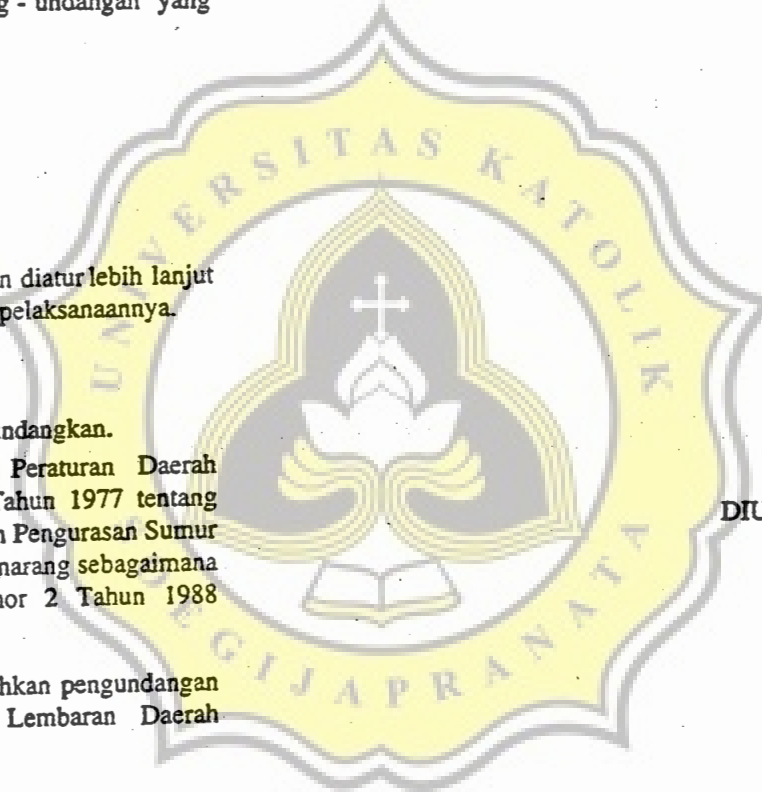 g - undangan yang
n diatur lebih lanjut
pelaksanaannya.
ndangkan.
Peraturan Daerah
Tahun 1977 tentang
n Pengurasan Sumur
narang sebagaimana
nor 2 Tahun 1988
hkan pengundangan
Lembaran Daerah
DIU
UNIVERSITAS KATOLIK
SOEGIJAPRANATA